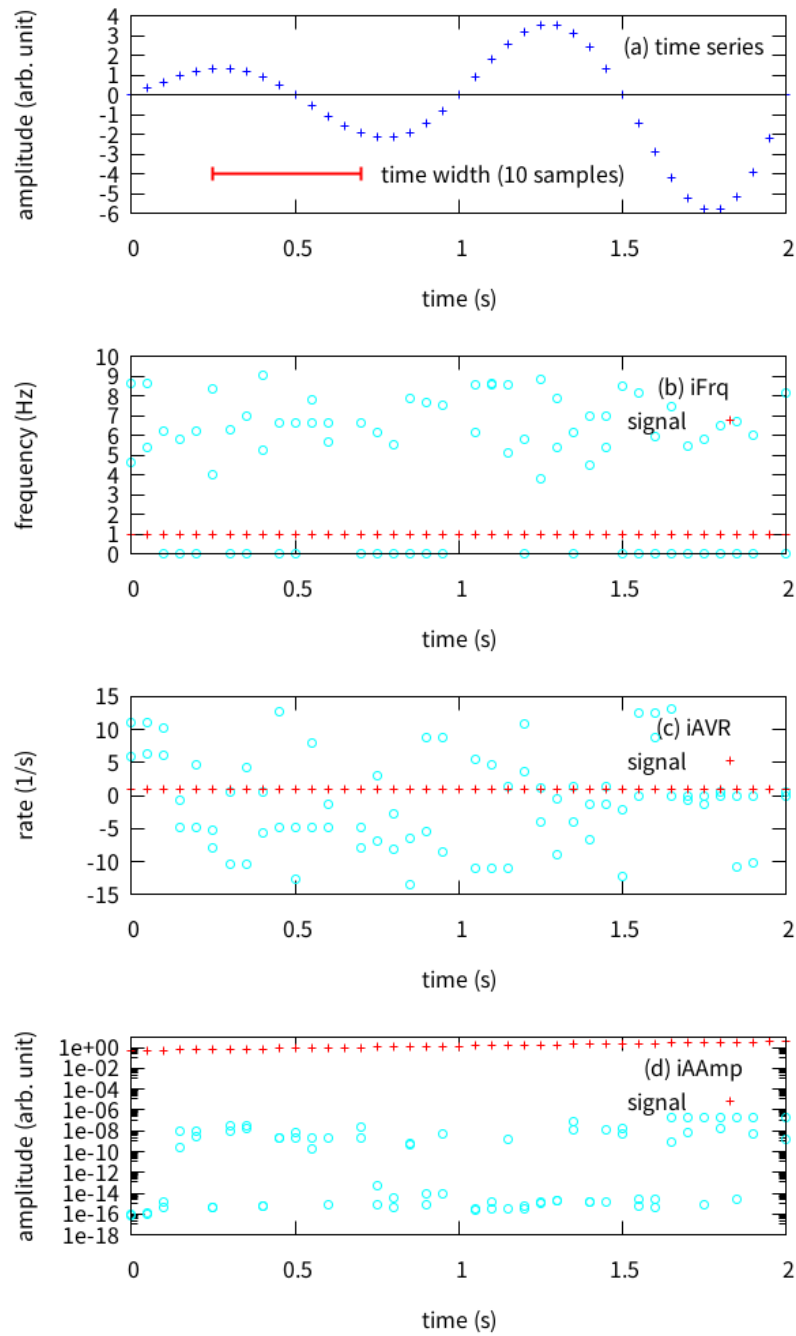 amplitude (arb. unit)
4
3
2
1
0
-1
-2
-3
-4
-5
-6
(a) time series
time width (10 samples)
0 0.5 1 1.5 2
time (s)
frequency (Hz)
10
9
8
7
6
5
4
3
2
1
0
(b) iFrq
signal
0 0.5 1 1.5 2
time (s)
rate (1/s)
15
10
5
0
-5
-10
-15
(c) iAVR
signal
0 0.5 1 1.5 2
time (s)
amplitude (arb. unit)
1e+00
1e-02
1e-04
1e-06
1e-08
1e-10
1e-12
1e-14
1e-16
1e-18
(d) iAAmp
signal
0 0.5 1 1.5 2
time (s)